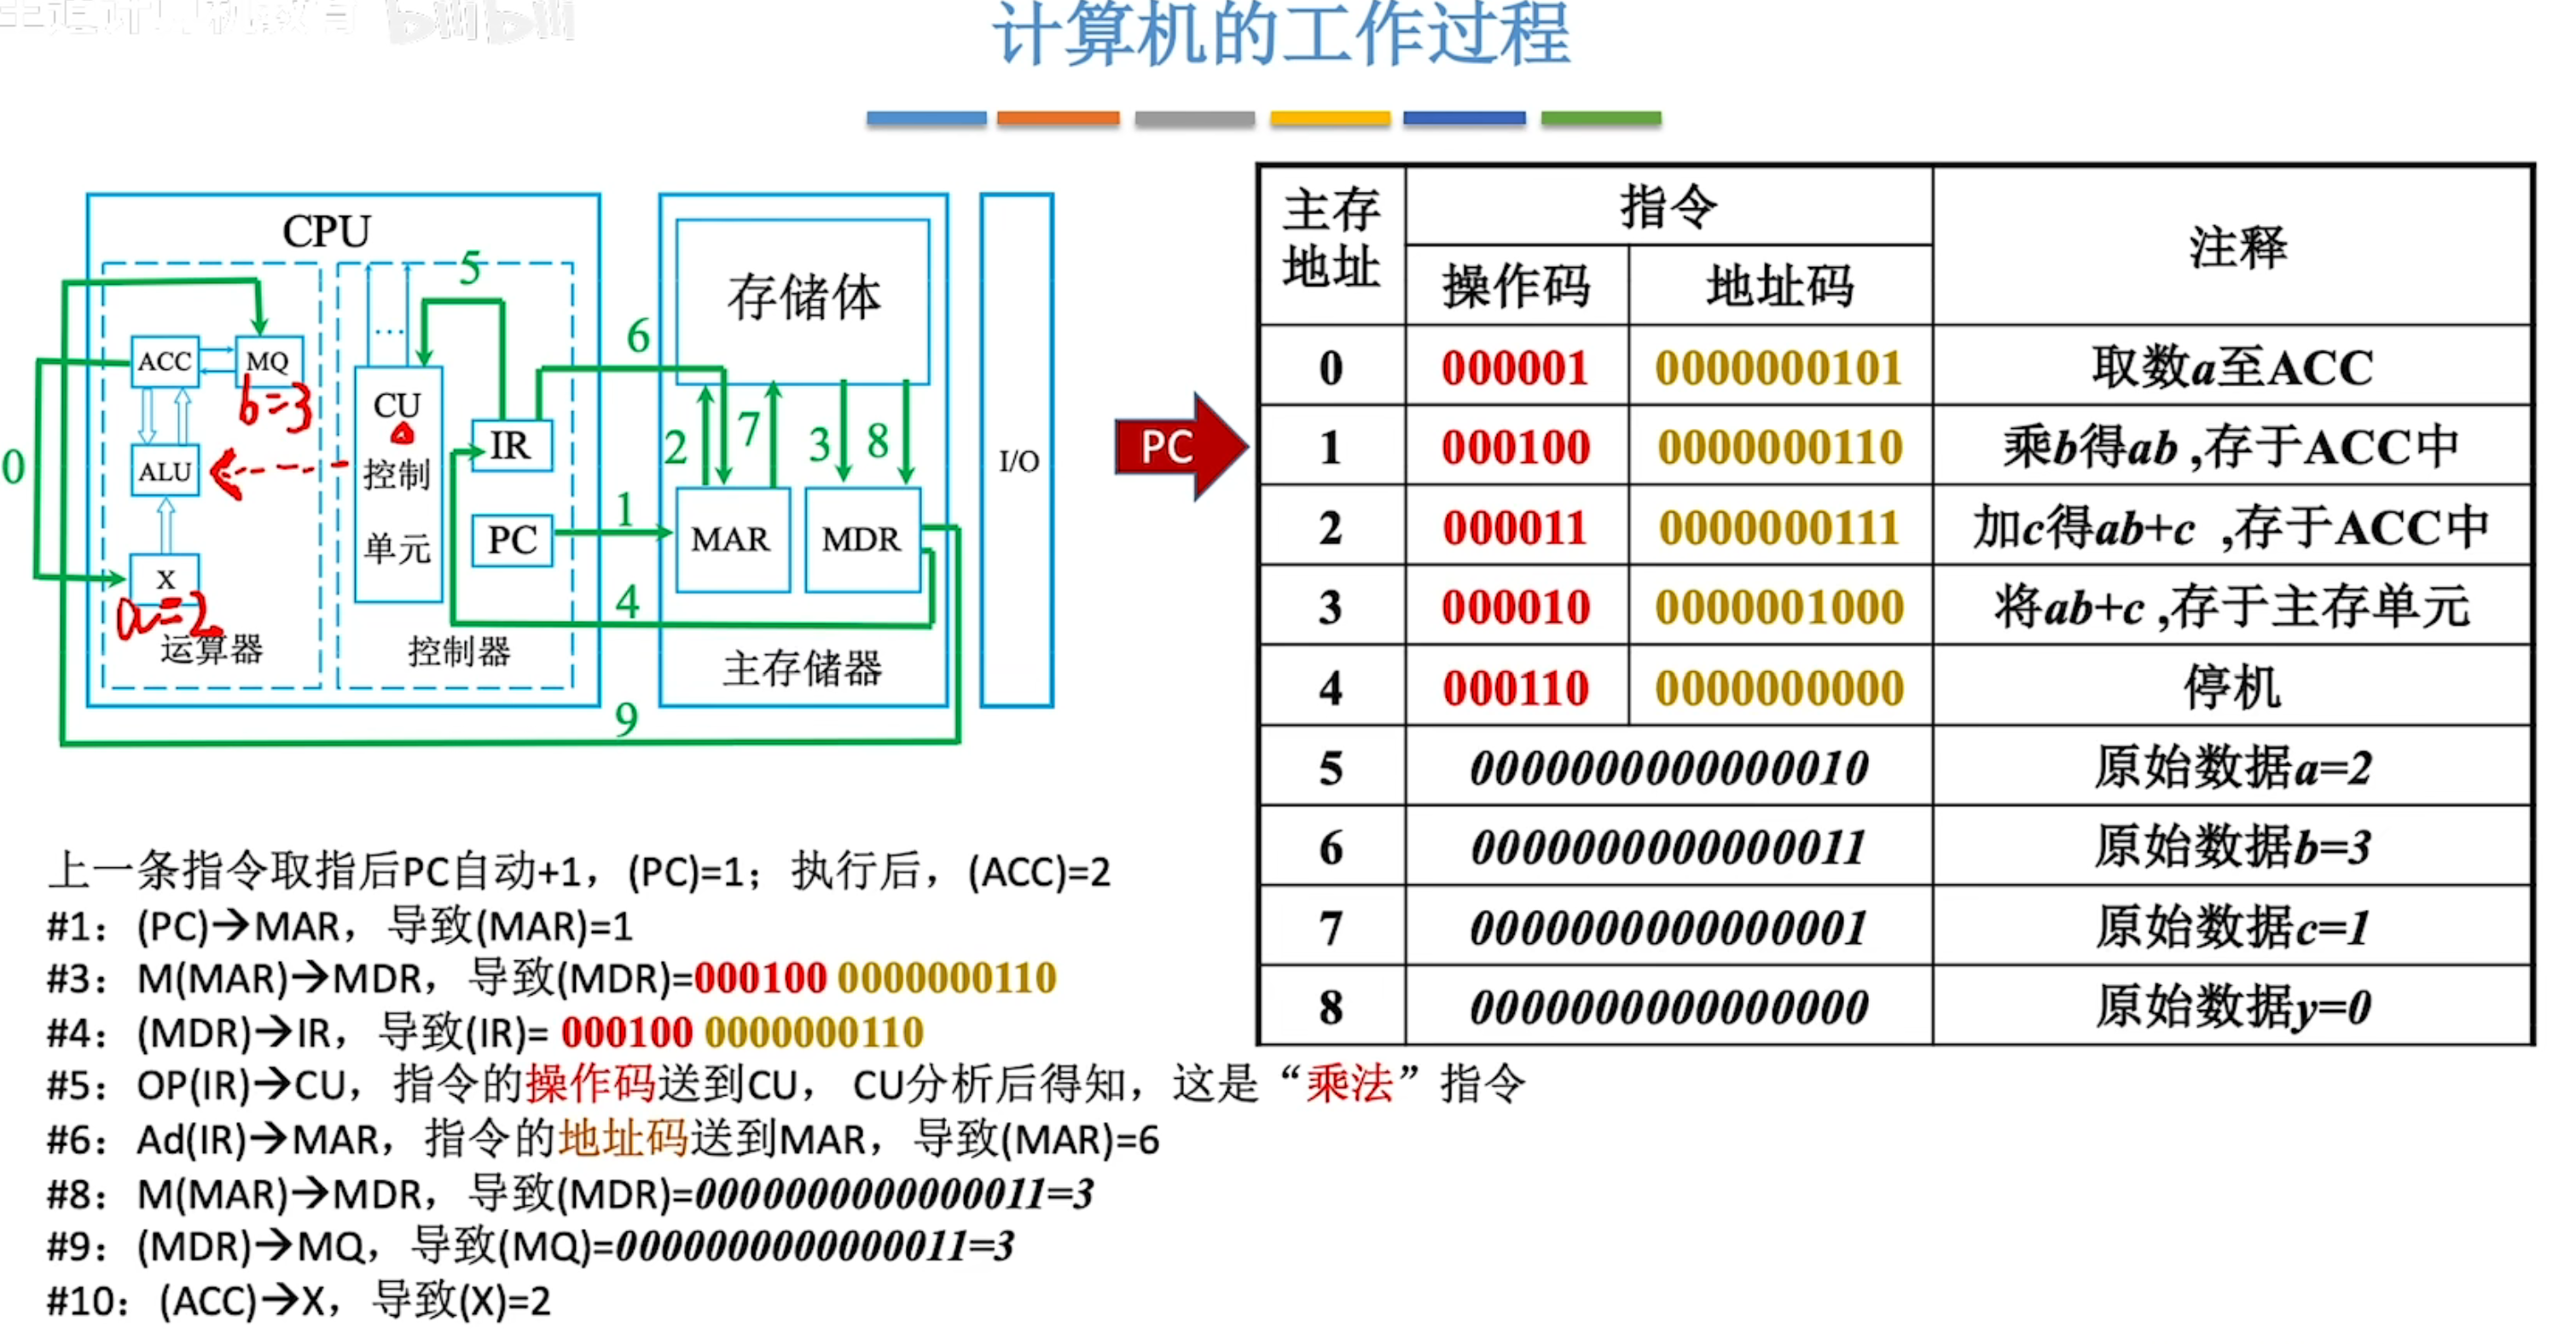 bilibili
计算机的工作过程
CPU
5
ACC
MQ
b=3
...
CU
控制
单元
IR
PC
ALU
X
a=2
运算器
控制器
0
6
存储体
2
7
3
8
1
MAR
MDR
4
主存储器
9
I/O
PC
主存地址 指令 注释
操作码 地址码
0 000001 0000000101 取数a至ACC
1 000100 0000000110 乘b得ab ,存于ACC中
2 000011 0000000111 加c得ab+c ,存于ACC中
3 000010 0000001000 将ab+c ,存于主存单元
4 000110 0000000000 停机
5 0000000000000010 原始数据a=2
6 0000000000000011 原始数据b=3
7 0000000000000001 原始数据c=1
8 0000000000000000 原始数据y=0
上一条指令取指后PC自动+1，(PC)=1；执行后，(ACC)=2
#1：(PC)→MAR，导致(MAR)=1
#3：M(MAR)→MDR，导致(MDR)=000100 0000000110
#4：(MDR)→IR，导致(IR)= 000100 0000000110
#5：OP(IR)→CU，指令的操作码送到CU， CU分析后得知，这是“乘法”指令
#6：Ad(IR)→MAR，指令的地址码送到MAR，导致(MAR)=6
#8：M(MAR)→MDR，导致(MDR)=0000000000000011=3
#9：(MDR)→MQ，导致(MQ)=0000000000000011=3
#10：(ACC)→X，导致(X)=2